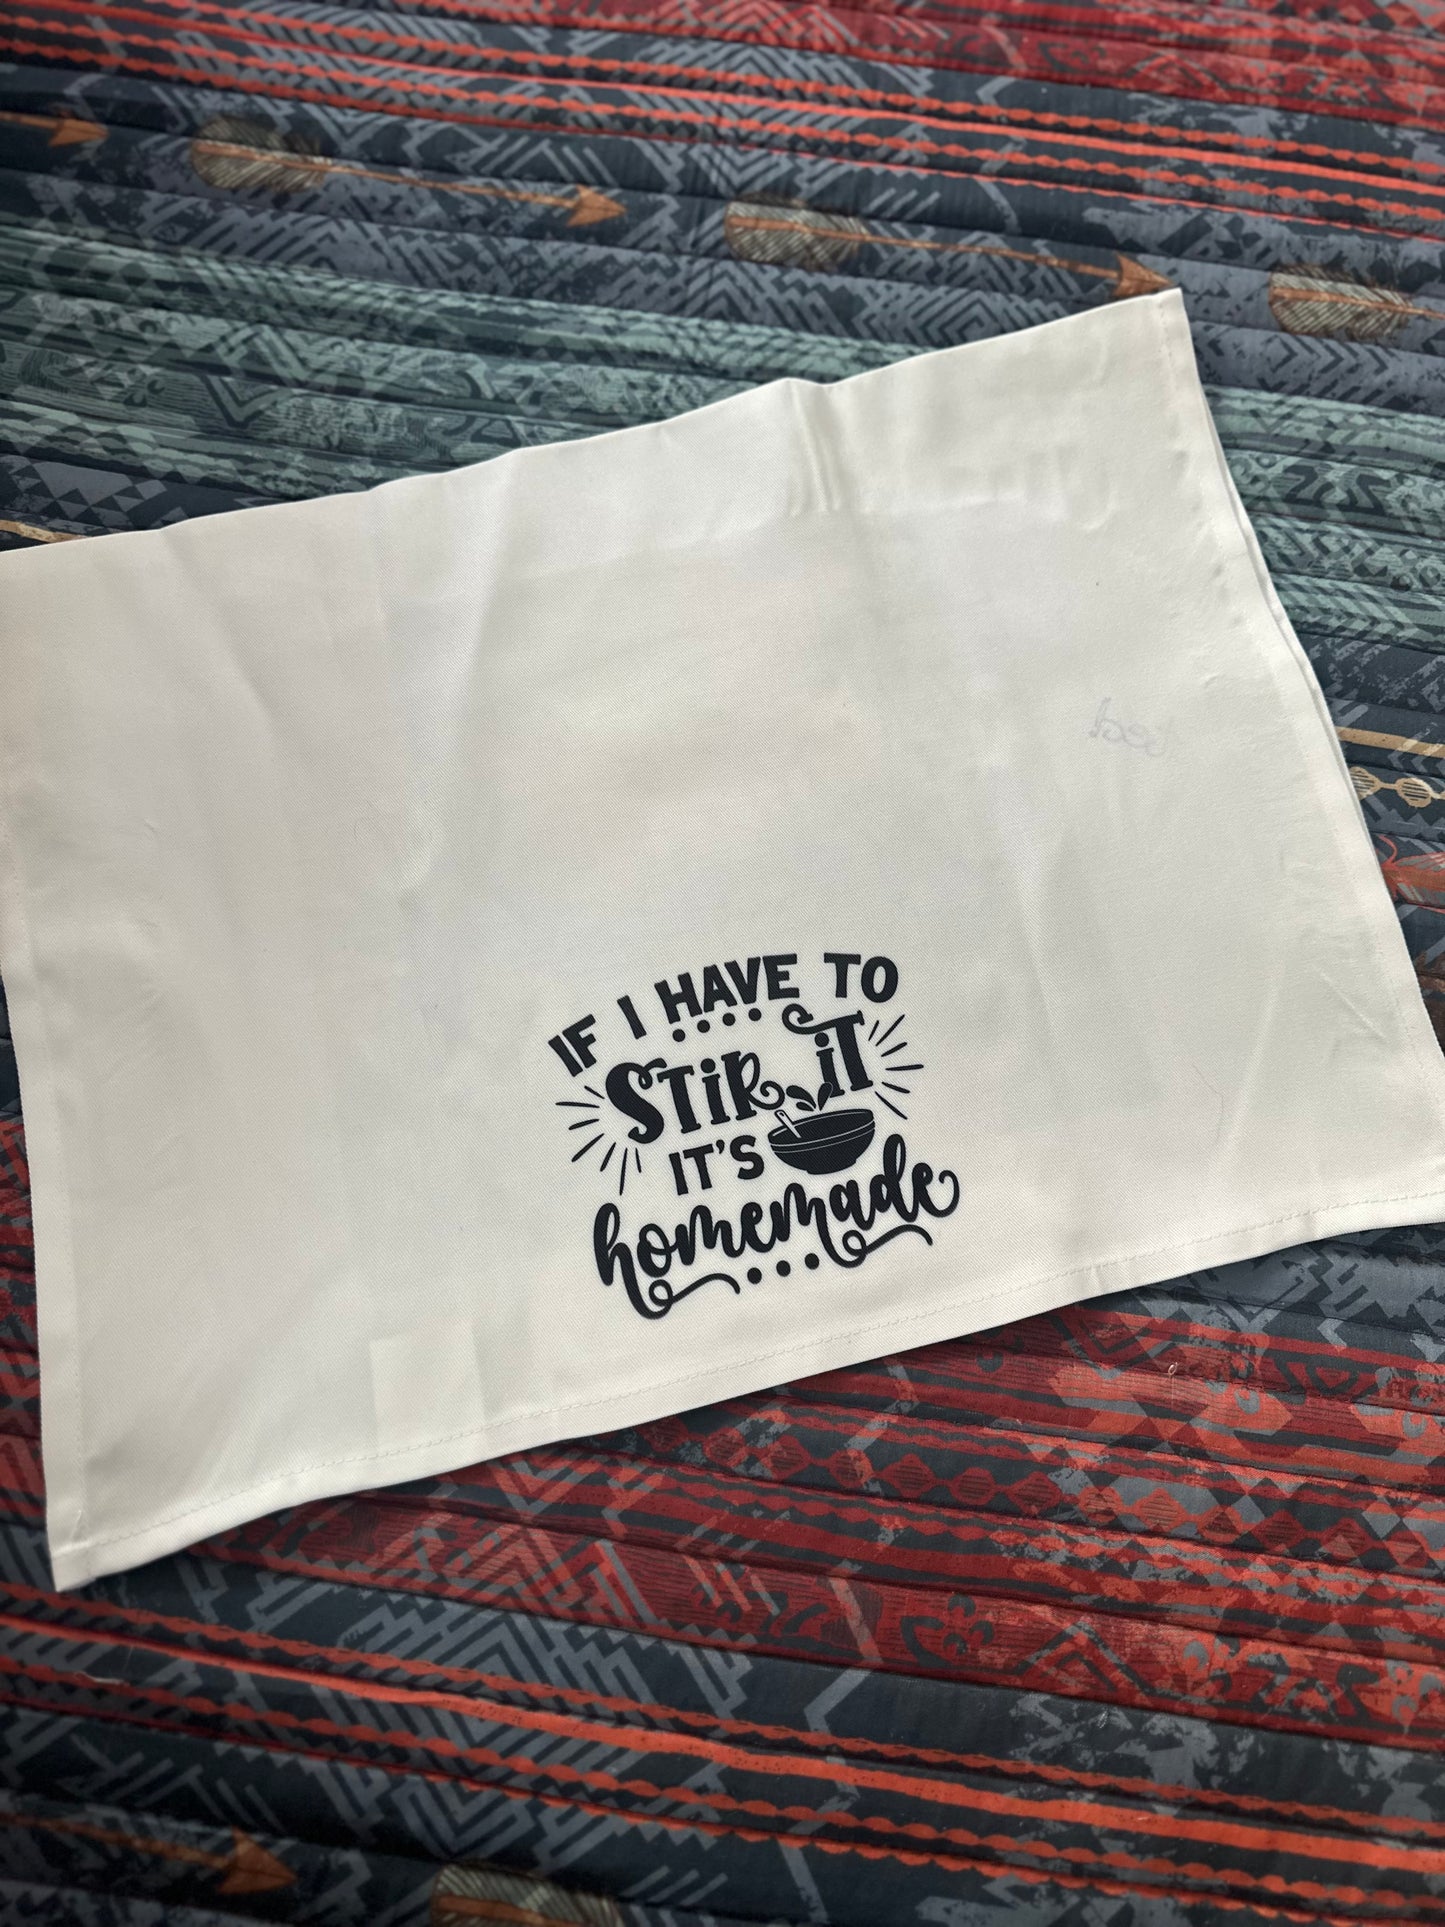 IF I HAVE TO
STIR IT
IT'S
homemade